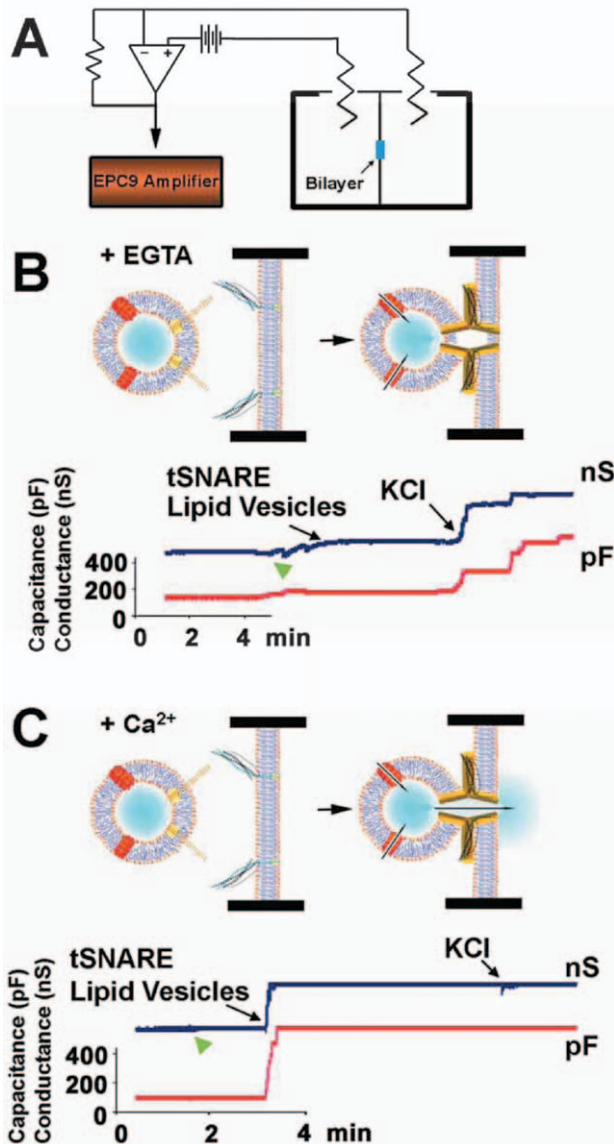 A
EPC9 Amplifier
Bilayer
B
+ EGTA
tSNARE
Lipid Vesicles
KCl
nS
pF
Capacitance (pF)
Conductance (nS)
400
200
0
0 2 4 min
C
+ Ca²⁺
tSNARE
Lipid Vesicles
KCl
nS
pF
Capacitance (pF)
Conductance (nS)
400
200
0
0 2 4 min